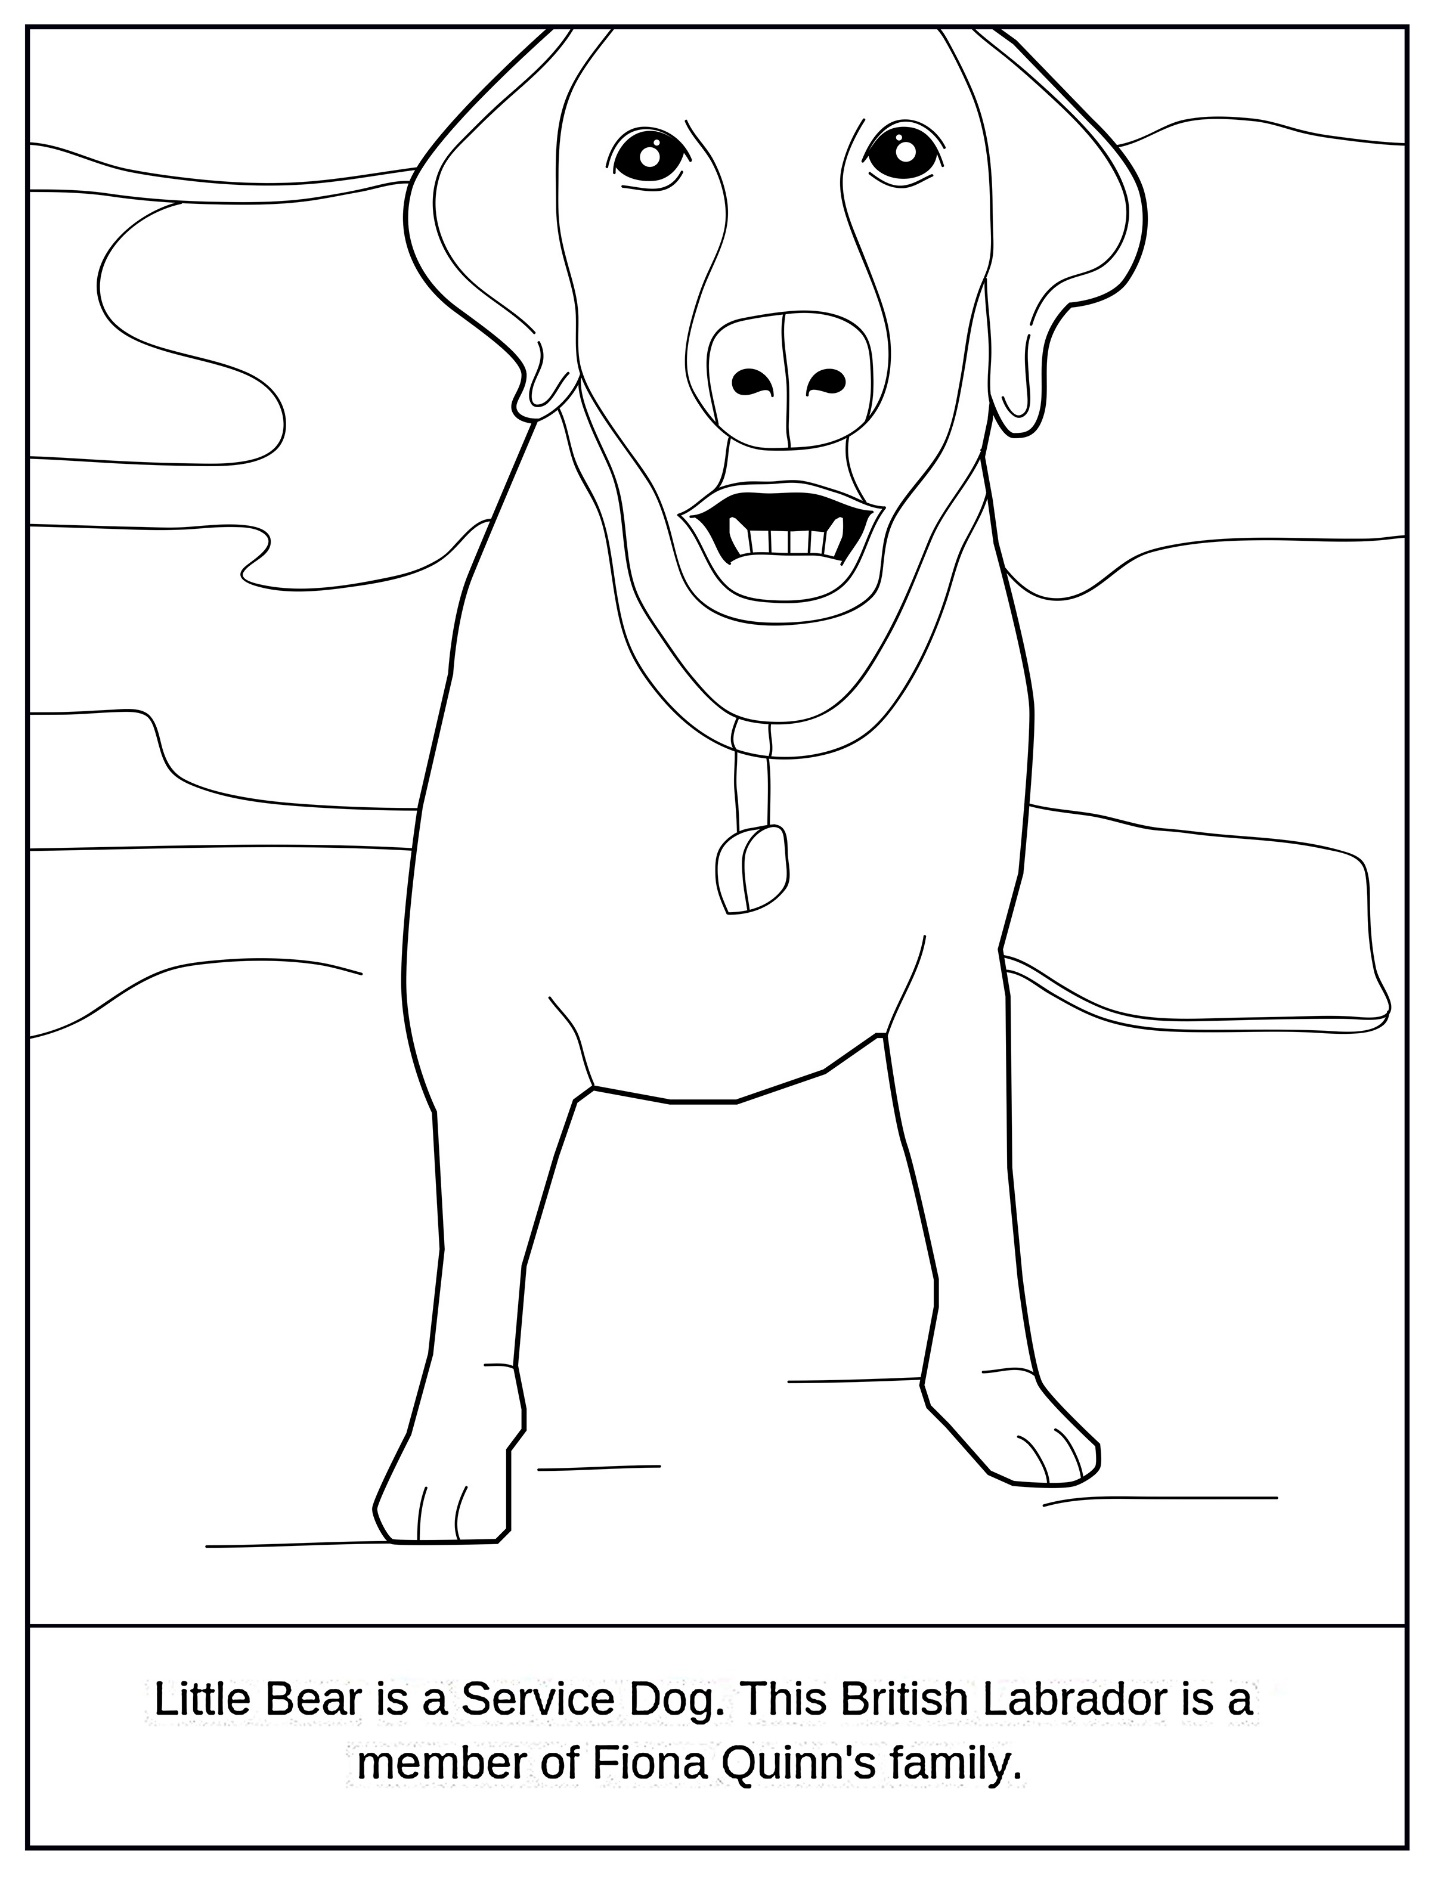 Little Bear is a Service Dog. This British Labrador is a
member of Fiona Quinn's family.